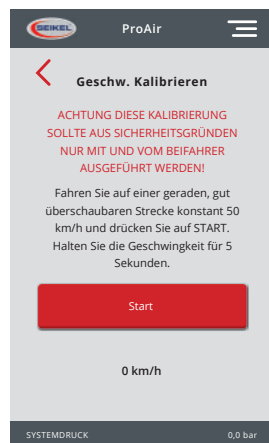 SEIKEL
ProAir
Geschw. Kalibrieren
ACHTUNG DIESE KALIBRIERUNG
SOLLTE AUS SICHERHEITSGRÜNDEN
NUR MIT UND VOM BEIFAHRER
AUSGEFÜHRT WERDEN!
Fahren Sie auf einer geraden, gut
überschaubaren Strecke konstant 50
km/h und drücken Sie auf START.
Halten Sie die Geschwingkeit für 5
Sekunden.
Start
0 km/h
SYSTEMDRUCK 0,0 bar